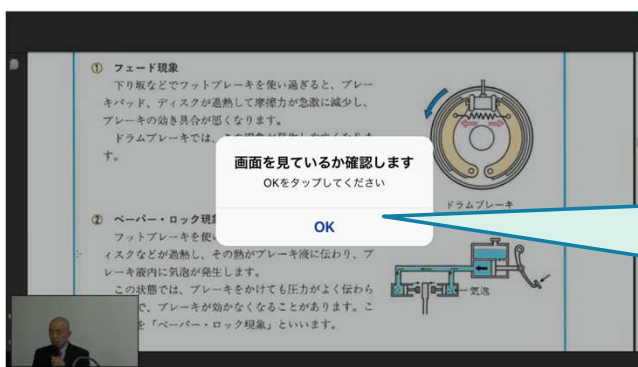 ① フェード現象
下り坂などでフットブレーキを使い過ぎると、ブレー
キパッド、ディスクが過熱して摩擦力が急激に減少し、
ブレーキの効き具合が悪くなります。
ドラムブレーキでは、
す。
画面を見ているか確認します
OKをタップしてください
OK
ドラムブレーキ
② ベーパー・ロック現
フットブレーキを使い
ィスクなどが過熱し、その熱がブレーキ液に伝わり、ブ
レーキ液内に気泡が発生します。
この状態では、ブレーキをかけても圧力がよく伝わら
で、ブレーキが効かなくなることがあります。こ
を「ベーパー・ロック現象」といいます。
気泡